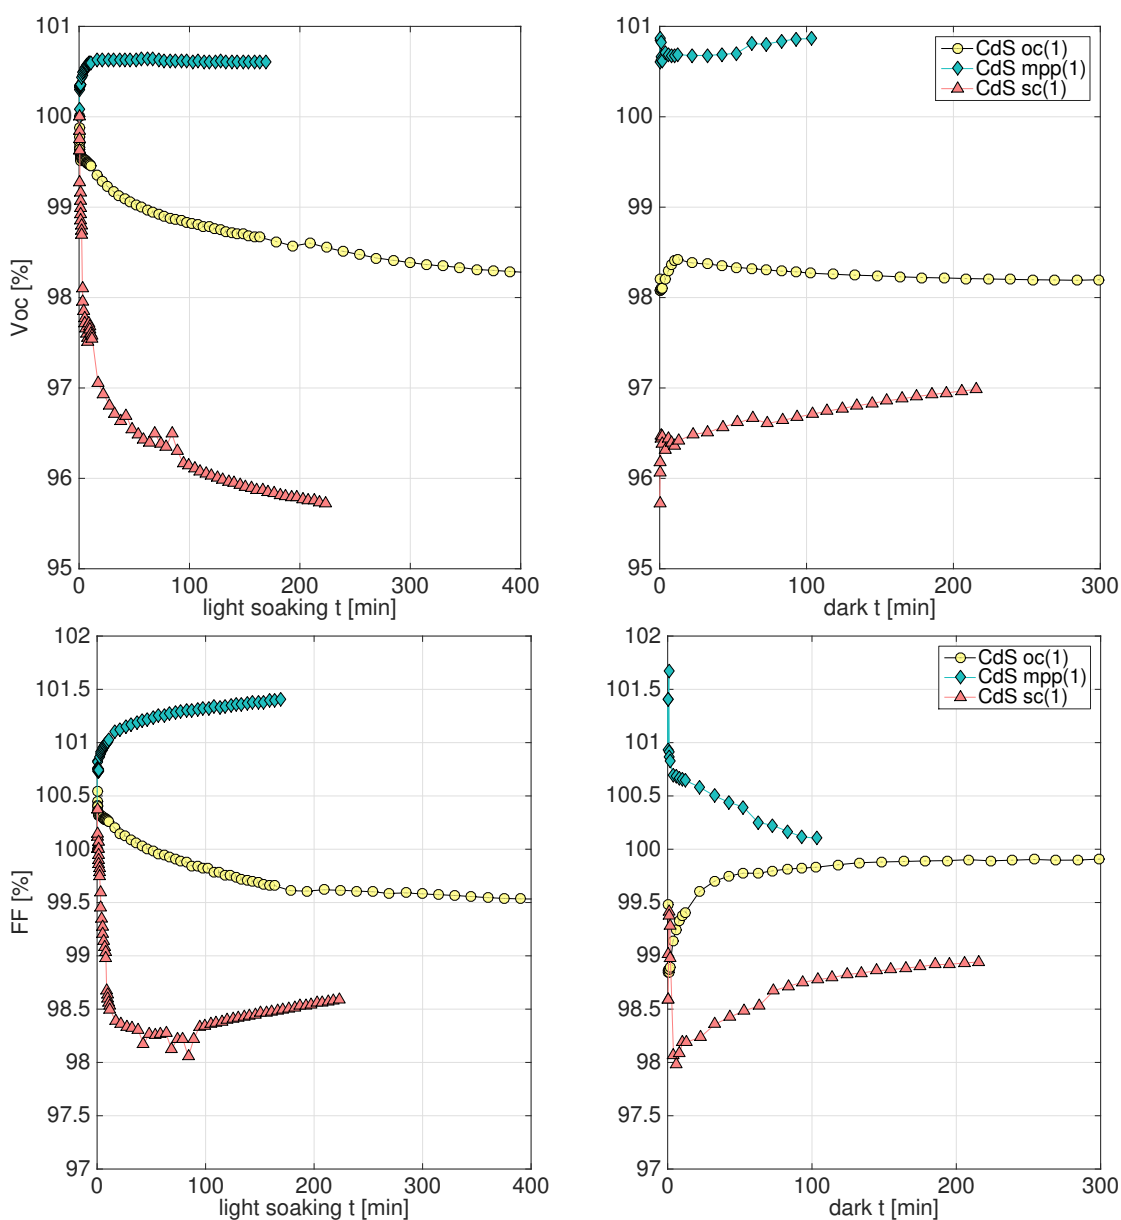 101
100
99
98
97
96
95
Voc [%]
0 100 200 300 400
light soaking t [min]
101
100
99
98
97
96
95
0 100 200 300
dark t [min]
CdS oc(1)
CdS mpp(1)
CdS sc(1)
102
101.5
101
100.5
100
99.5
99
98.5
98
97.5
97
FF [%]
0 100 200 300 400
light soaking t [min]
102
101.5
101
100.5
100
99.5
99
98.5
98
97.5
97
0 100 200 300
dark t [min]
CdS oc(1)
CdS mpp(1)
CdS sc(1)